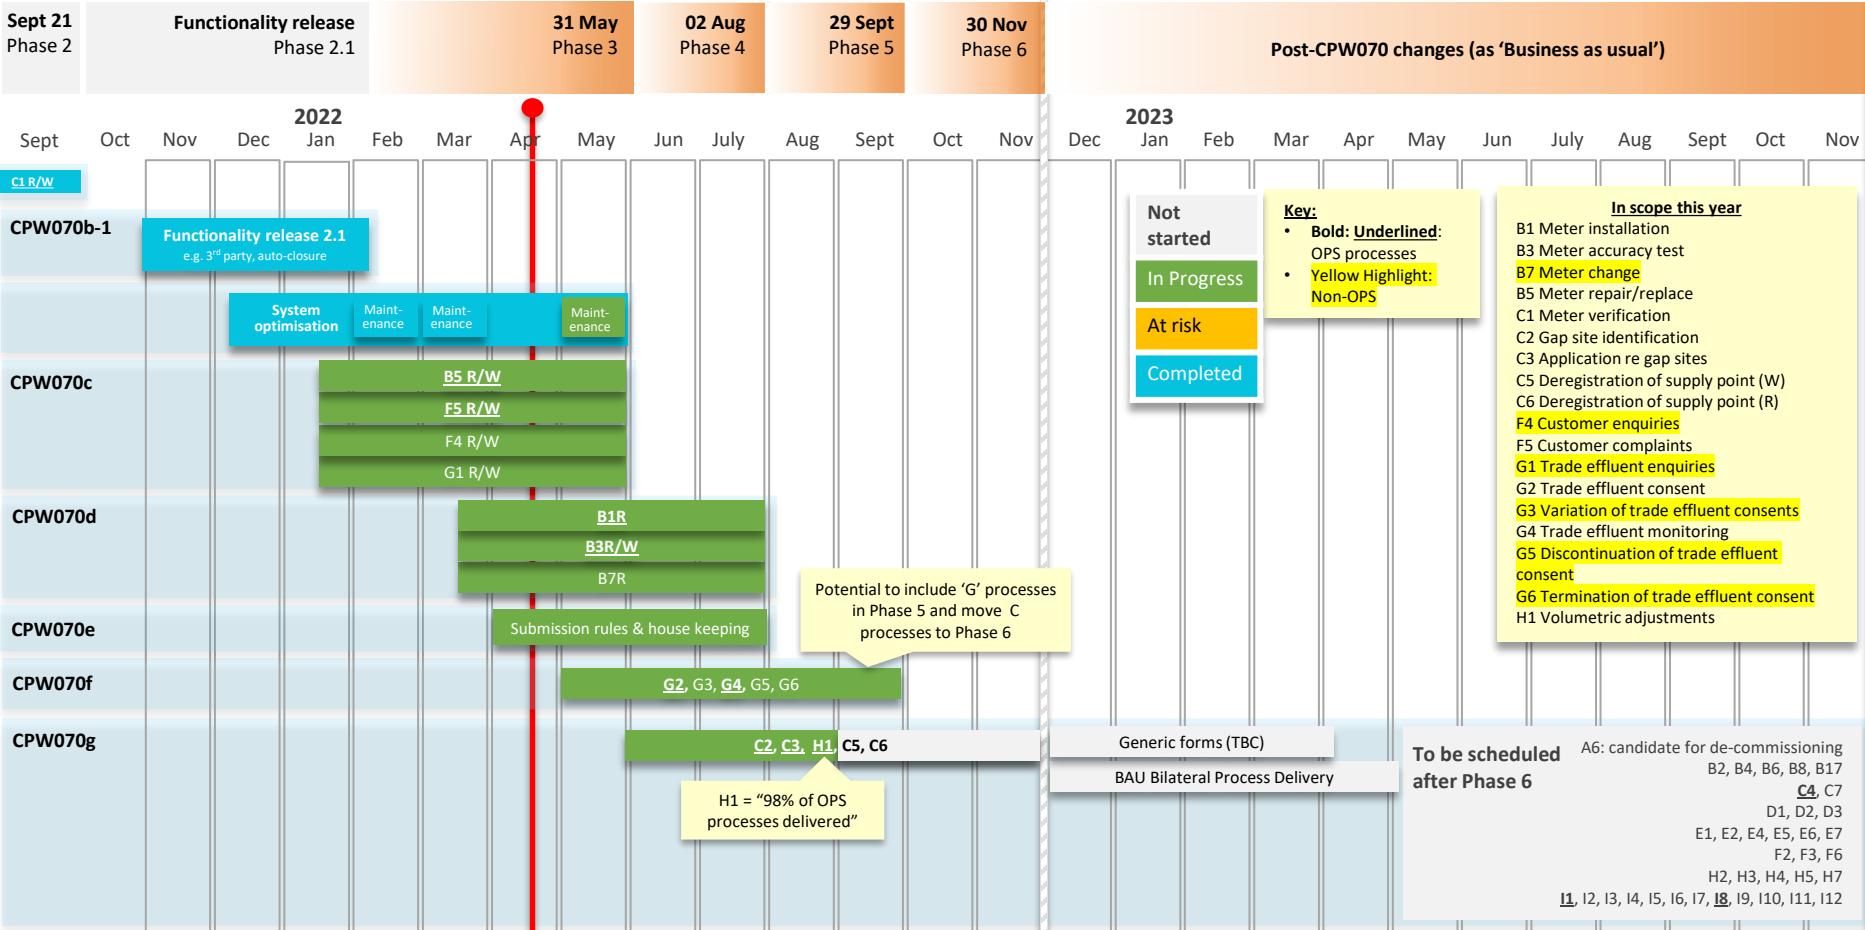 Sept 21
Phase 2
Functionality release
Phase 2.1
31 May
Phase 3
02 Aug
Phase 4
29 Sept
Phase 5
30 Nov
Phase 6
Post-CPW070 changes (as ‘Business as usual’)
2022
2023
Sept Oct Nov Dec Jan Feb Mar Apr May Jun July Aug Sept Oct Nov Dec Jan Feb Mar Apr May Jun July Aug Sept Oct Nov
C1 R/W
CPW070b-1
Functionality release 2.1
e.g. 3rd party, auto-closure
System
optimisation
Maint-
enance
Maint-
enance
Maint-
enance
CPW070c
B5 R/W
F5 R/W
F4 R/W
G1 R/W
CPW070d
B1R
B3R/W
B7R
CPW070e
Submission rules & house keeping
Potential to include ‘G’ processes
in Phase 5 and move C
processes to Phase 6
CPW070f
G2, G3, G4, G5, G6
CPW070g
C2, C3, H1, C5, C6
H1 = “98% of OPS
processes delivered”
Generic forms (TBC)
BAU Bilateral Process Delivery
Not
started
In Progress
At risk
Completed
Key:
• Bold: Underlined:
OPS processes
• Yellow Highlight:
Non-OPS
In scope this year
B1 Meter installation
B3 Meter accuracy test
B7 Meter change
B5 Meter repair/replace
C1 Meter verification
C2 Gap site identification
C3 Application re gap sites
C5 Deregistration of supply point (W)
C6 Deregistration of supply point (R)
F4 Customer enquiries
F5 Customer complaints
G1 Trade effluent enquiries
G2 Trade effluent consent
G3 Variation of trade effluent consents
G4 Trade effluent monitoring
G5 Discontinuation of trade effluent
consent
G6 Termination of trade effluent consent
H1 Volumetric adjustments
To be scheduled
after Phase 6
A6: candidate for de-commissioning
B2, B4, B6, B8, B17
C4, C7
D1, D2, D3
E1, E2, E4, E5, E6, E7
F2, F3, F6
H2, H3, H4, H5, H7
I1, I2, I3, I4, I5, I6, I7, I8, I9, I10, I11, I12